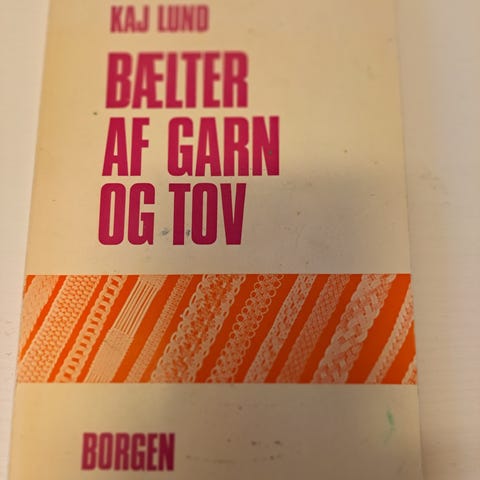 KAJ LUND
BÆLTER
AF GARN
OG TOV
BORGEN